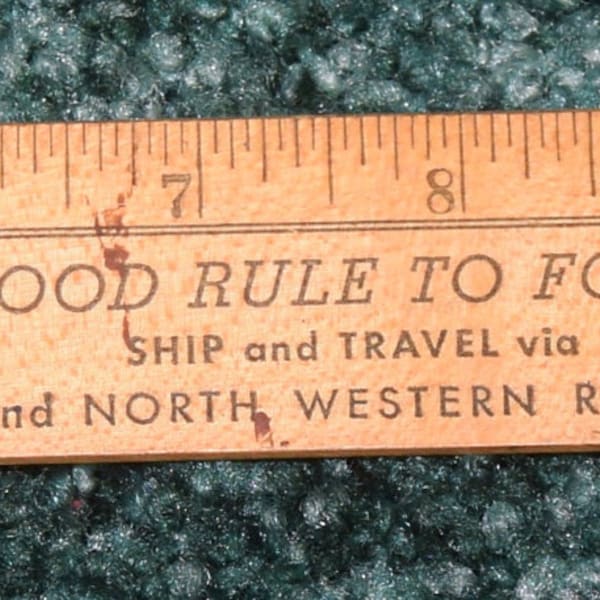 7 8
OOD RULE TO FO
SHIP and TRAVEL via
nd NORTH WESTERN R